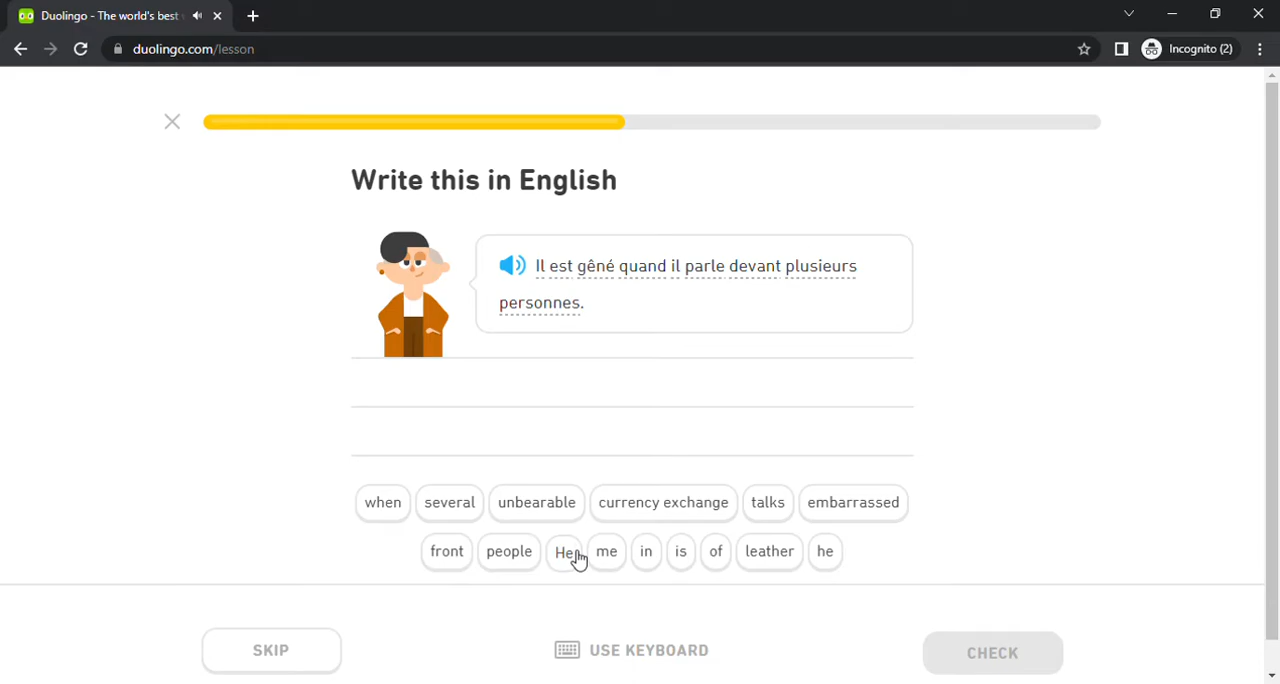 Duolingo - The world's best
duolingo.com/lesson
Incognito (2)
Write this in English
Il est gêné quand il parle devant plusieurs
personnes.
when several unbearable currency exchange talks embarrassed
front people He me in is of leather he
SKIP USE KEYBOARD CHECK